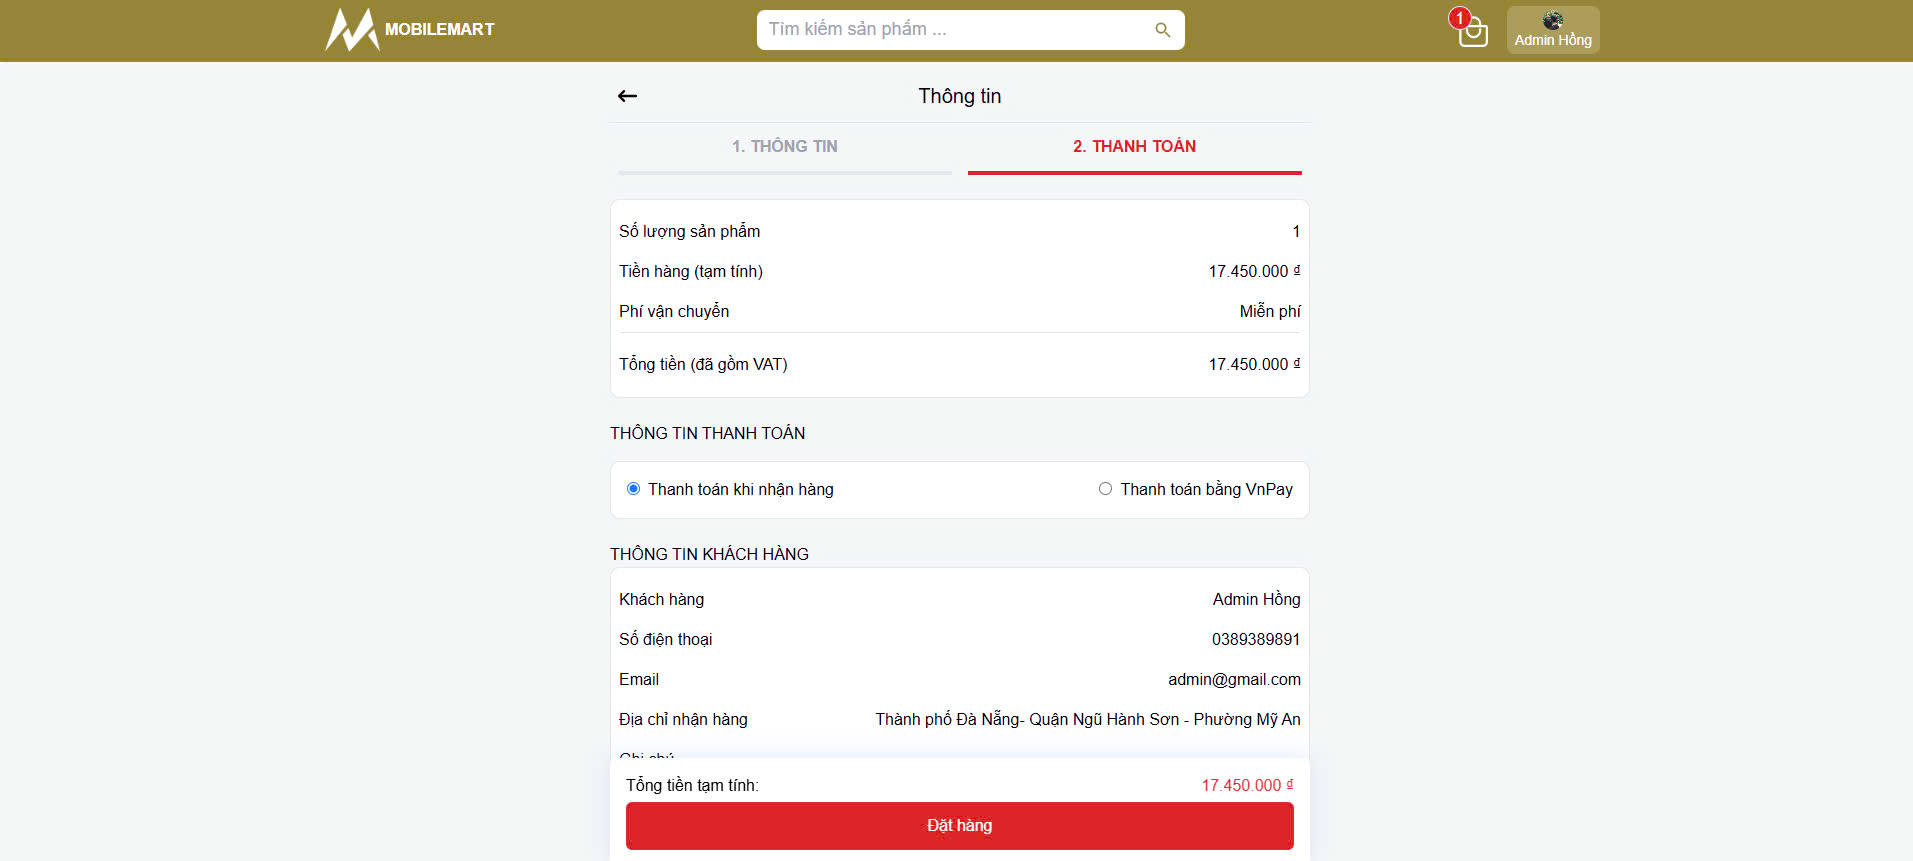 MOBILEMART
Tìm kiếm sản phẩm ...
1
Admin Hồng
Thông tin
1. THÔNG TIN
2. THANH TOÁN
Số lượng sản phẩm 1
Tiền hàng (tạm tính) 17.450.000 ₫
Phí vận chuyển Miễn phí
Tổng tiền (đã gồm VAT) 17.450.000 ₫
THÔNG TIN THANH TOÁN
Thanh toán khi nhận hàng Thanh toán bằng VnPay
THÔNG TIN KHÁCH HÀNG
Khách hàng Admin Hồng
Số điện thoại 0389389891
Email admin@gmail.com
Địa chỉ nhận hàng Thành phố Đà Nẵng- Quận Ngũ Hành Sơn - Phường Mỹ An
Ghi chú
Tổng tiền tạm tính: 17.450.000 ₫
Đặt hàng